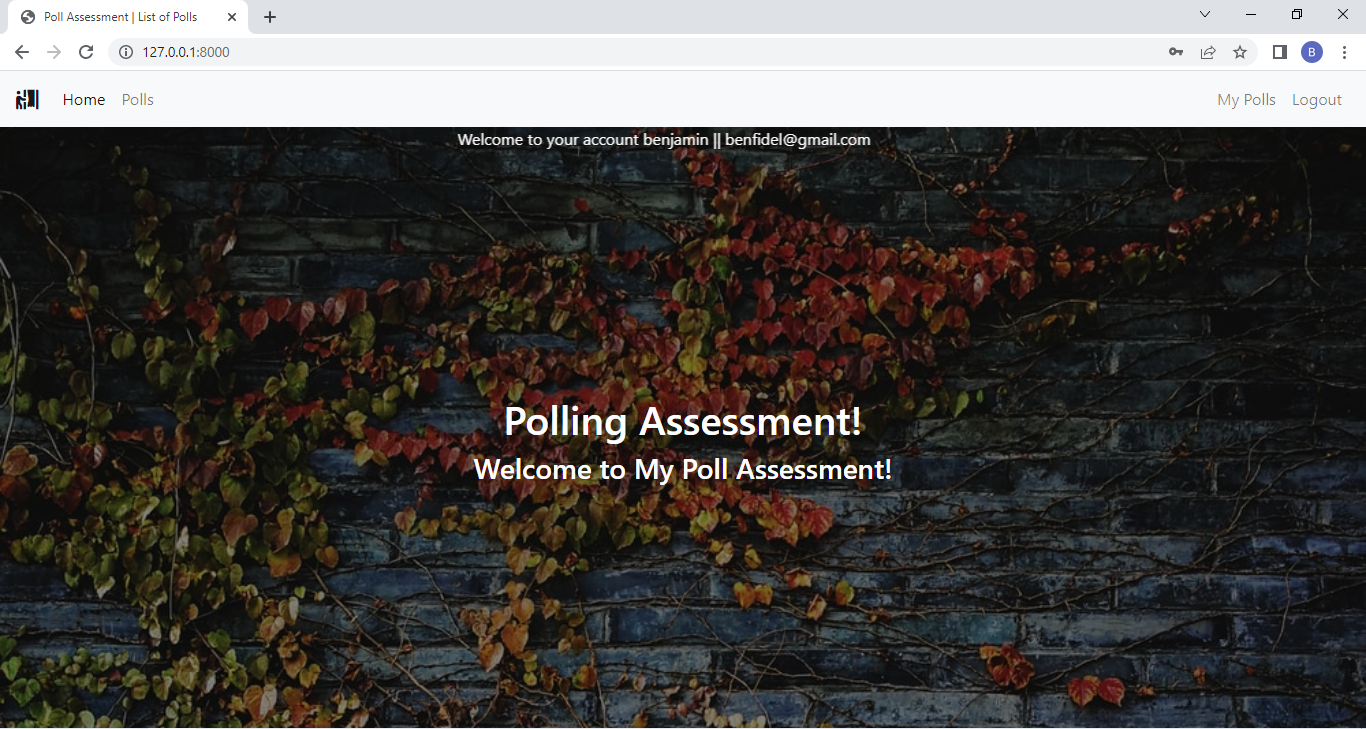 Poll Assessment | List of Polls
127.0.0.1:8000
B
Home Polls My Polls Logout
Welcome to your account benjamin || benfidel@gmail.com
Polling Assessment!
Welcome to My Poll Assessment!